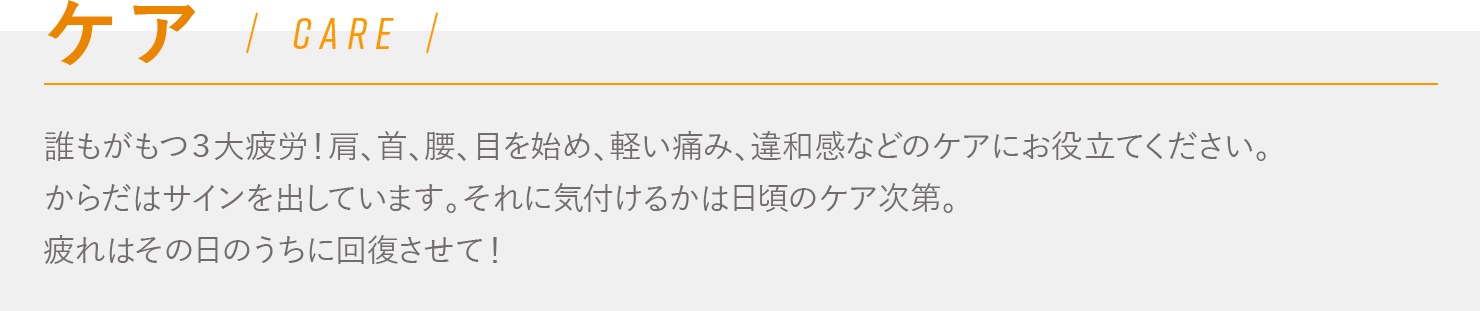 ケア / CARE /
誰もがもつ３大疲労！肩、首、腰、目を始め、軽い痛み、違和感などのケアにお役立てください。
からだはサインを出しています。それに気付けるかは日頃のケア次第。
疲れはその日のうちに回復させて！